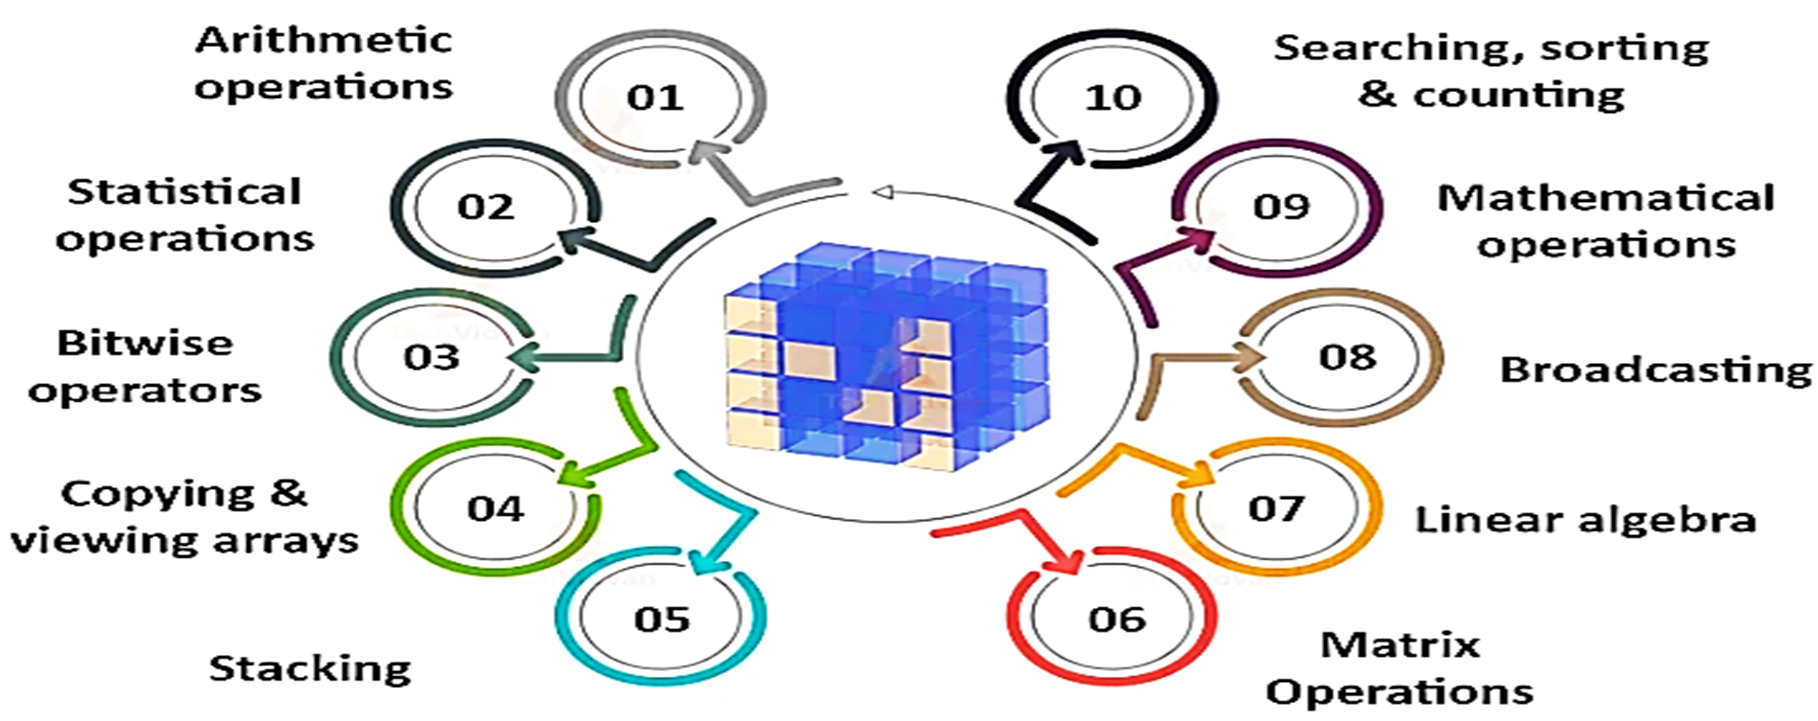 Arithmetic
operations
01
Statistical
operations
02
Bitwise
operators
03
Copying &
viewing arrays
04
Stacking
05
Matrix
Operations
06
Linear algebra
07
Broadcasting
08
Mathematical
operations
09
Searching, sorting
& counting
10